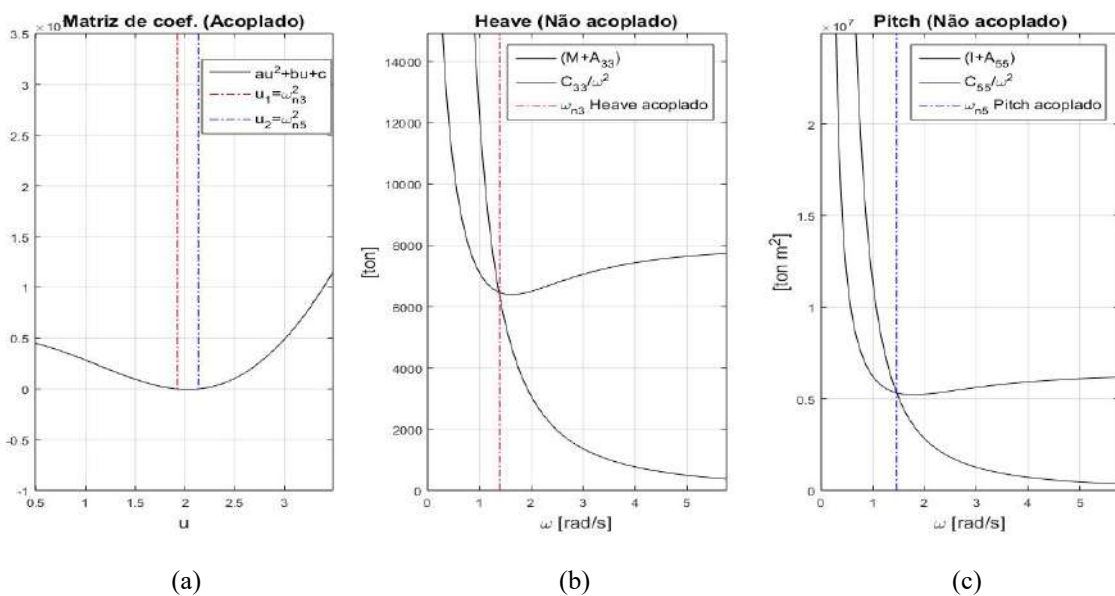 Matriz de coef. (Acoplado)
×10
3.5
3
2.5
2
1.5
1
0.5
0
-0.5
-1
0.5
1
1.5
2
2.5
3
u
au²+bu+c
u₁=ω²ₙ₃
u₂=ω²ₙ₅
(a)
Heave (Não acoplado)
14000
12000
10000
8000
6000
4000
2000
0
[ton]
0
1
2
3
4
5
ω [rad/s]
(M+A₃₃)
C₃₃/ω²
ωₙ₃ Heave acoplado
(b)
Pitch (Não acoplado)
×10⁷
2.5
2
1.5
1
0.5
0
[ton m²]
0
1
2
3
4
5
ω [rad/s]
(I+A₅₅)
C₅₅/ω²
ωₙ₅ Pitch acoplado
(c)